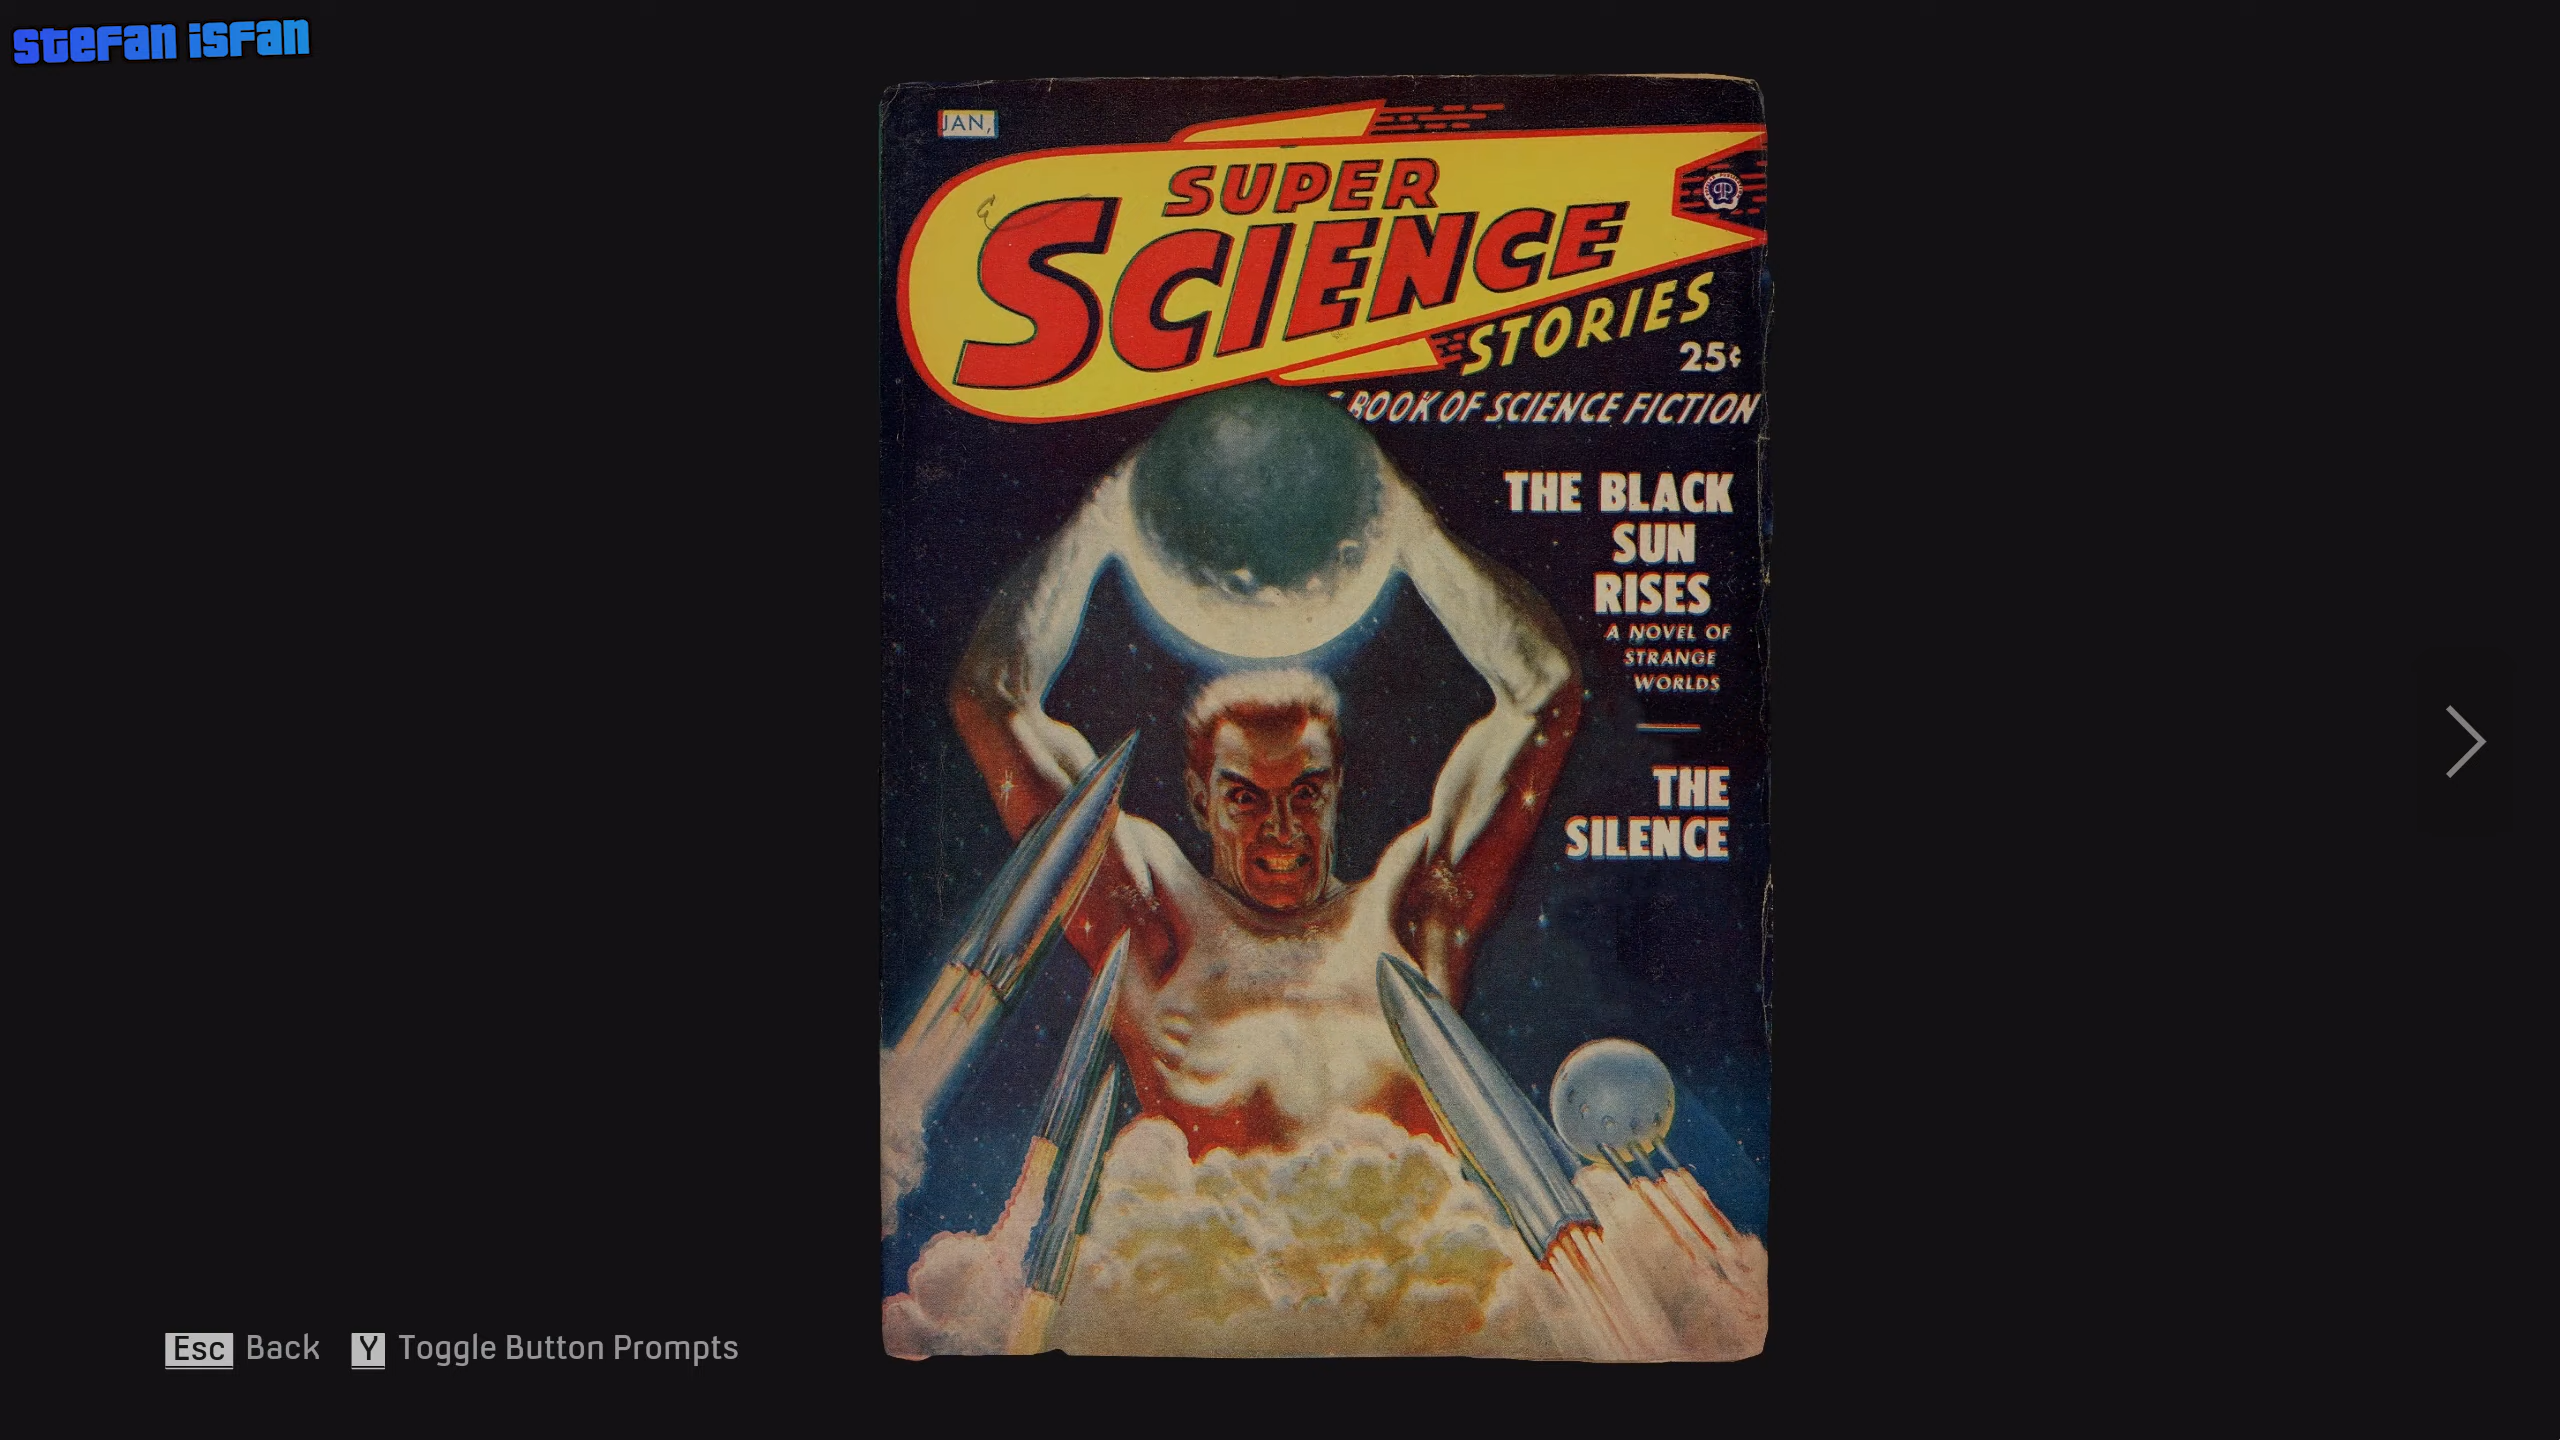 STEFAN ISFAN
JAN,
SUPER
SCIENCE
STORIES
25¢
BOOK OF SCIENCE FICTION
THE BLACK
SUN
RISES
A NOVEL OF
STRANGE
WORLDS
THE
SILENCE
Esc Back Y Toggle Button Prompts